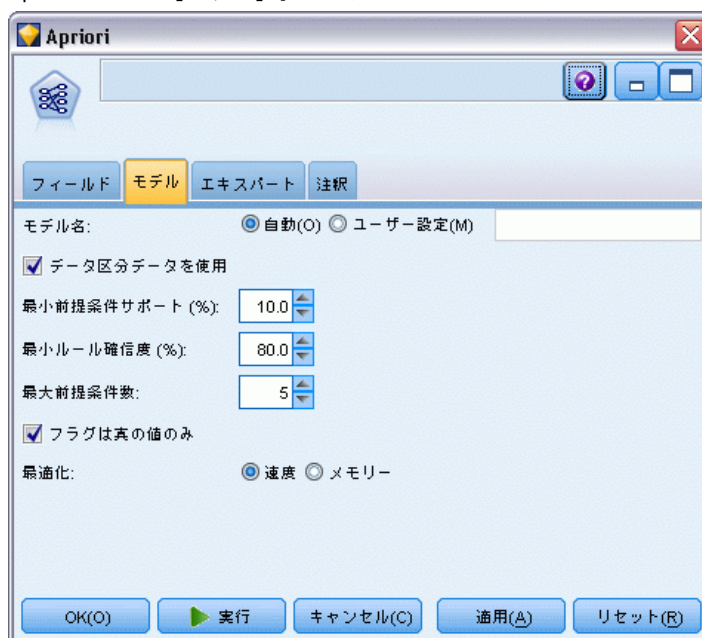 Apriori
フィールド モデル エキスパート 注釈
モデル名: 自動(O) ユーザー設定(M)
データ区分データを使用
最小前提条件サポート (%): 10.0
最小ルール確信度 (%): 80.0
最大前提条件数: 5
フラグは真の値のみ
最適化: 速度 メモリー
OK(O) 実行 キャンセル(C) 適用(A) リセット(R)